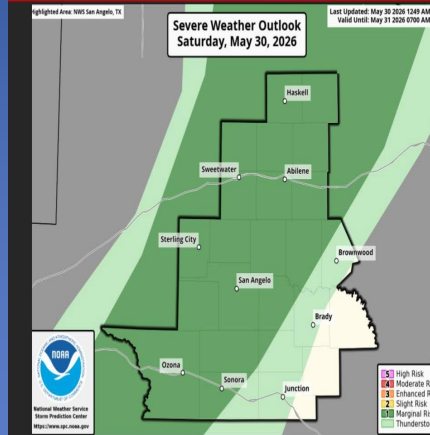 Highlighted Area: NWS San Angelo, TX
Severe Weather Outlook
Saturday, May 30, 2026
Last Updated: May 30 2026 1249 AM
Valid Until: May 31 2026 0700 AM
Haskell
Sweetwater
Abilene
Sterling City
Brownwood
San Angelo
Brady
Ozona
Sonora
Junction
NOAA
National Weather Service
Storm Prediction Center
https://www.spc.noaa.gov
5 High Risk
4 Moderate R
3 Enhanced R
2 Slight Risk
1 Marginal Ris
Thundersto